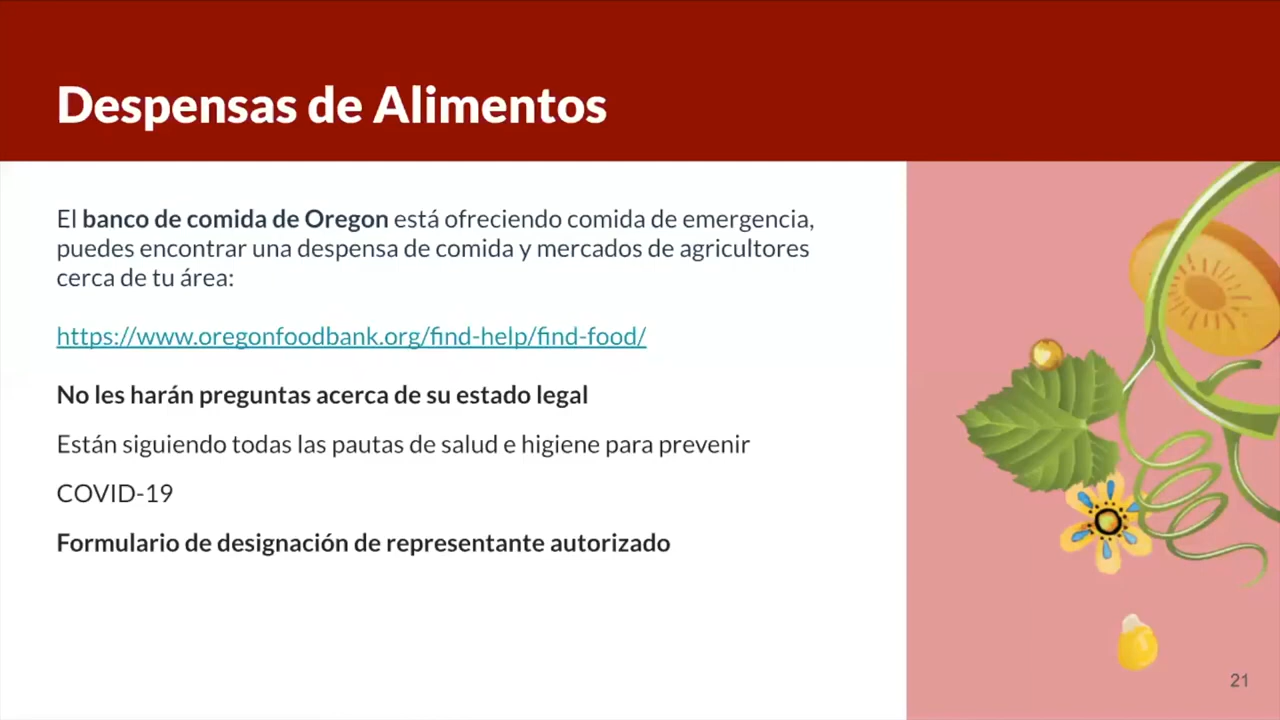 Despensas de Alimentos
El banco de comida de Oregon está ofreciendo comida de emergencia,
puedes encontrar una despensa de comida y mercados de agricultores
cerca de tu área:
https://www.oregonfoodbank.org/find-help/find-food/
No les harán preguntas acerca de su estado legal
Están siguiendo todas las pautas de salud e higiene para prevenir
COVID-19
Formulario de designación de representante autorizado
21